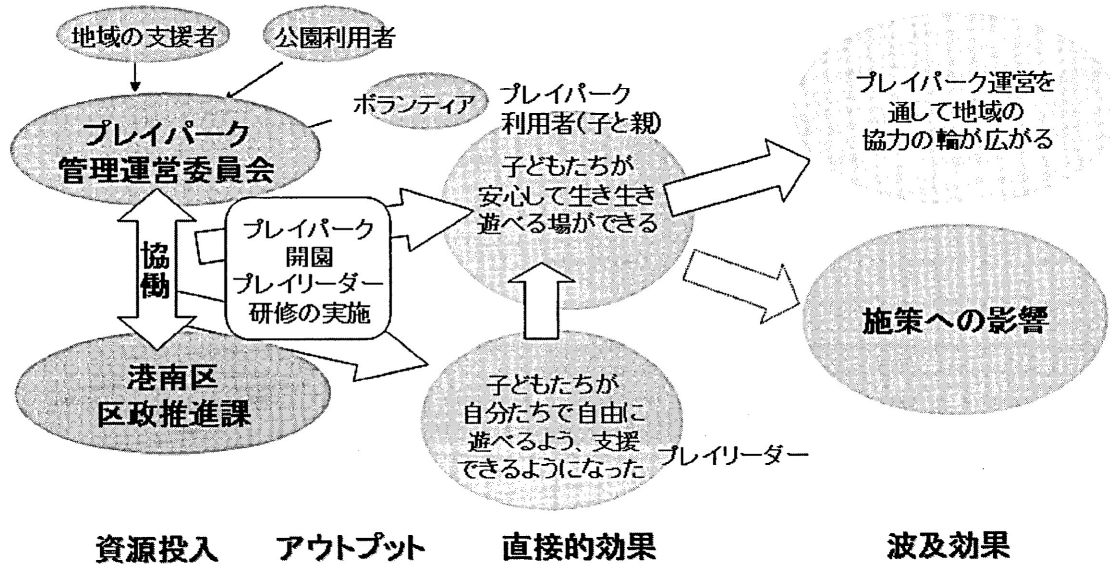 地域の支援者
公園利用者
ボランティア
プレイパーク
管理運営委員会
協働
港南区
区政推進課
プレイパーク
開園
プレイリーダー
研修の実施
プレイパーク
利用者(子と親)
子どもたちが
安心して生き生き
遊べる場ができる
子どもたちが
自分たちで自由に
遊べるよう、支援
できるようになった
プレイリーダー
プレイパーク運営を
通して地域の
協力の輪が広がる
施策への影響
資源投入
アウトプット
直接的効果
波及効果